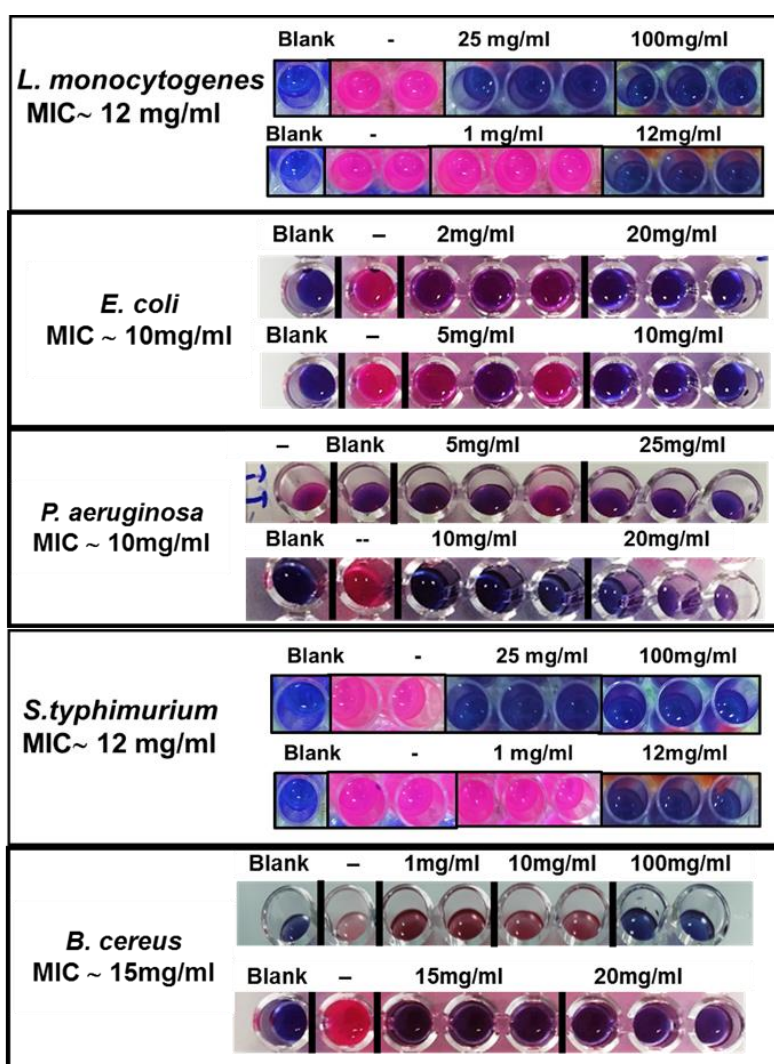 Blank - 25 mg/ml 100mg/ml
L. monocytogenes
MIC~ 12 mg/ml
Blank - 1 mg/ml 12mg/ml
Blank – 2mg/ml 20mg/ml
E. coli
MIC ~ 10mg/ml
Blank – 5mg/ml 10mg/ml
– Blank 5mg/ml 25mg/ml
P. aeruginosa
MIC ~ 10mg/ml
Blank -- 10mg/ml 20mg/ml
Blank - 25 mg/ml 100mg/ml
S.typhimurium
MIC~ 12 mg/ml
Blank - 1 mg/ml 12mg/ml
Blank – 1mg/ml 10mg/ml 100mg/ml
B. cereus
MIC ~ 15mg/ml
Blank – 15mg/ml 20mg/ml